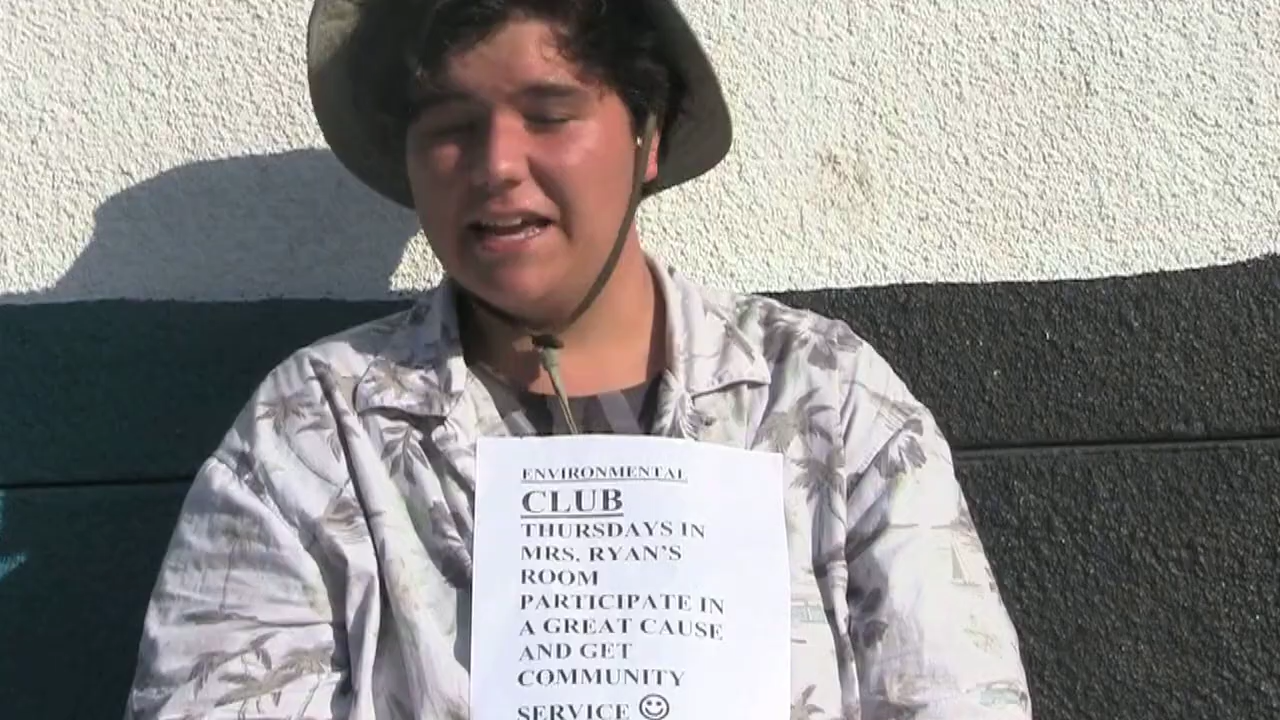 ENVIRONMENTAL
CLUB
THURSDAYS IN
MRS. RYAN'S
ROOM
PARTICIPATE IN
A GREAT CAUSE
AND GET
COMMUNITY
SERVICE ☺